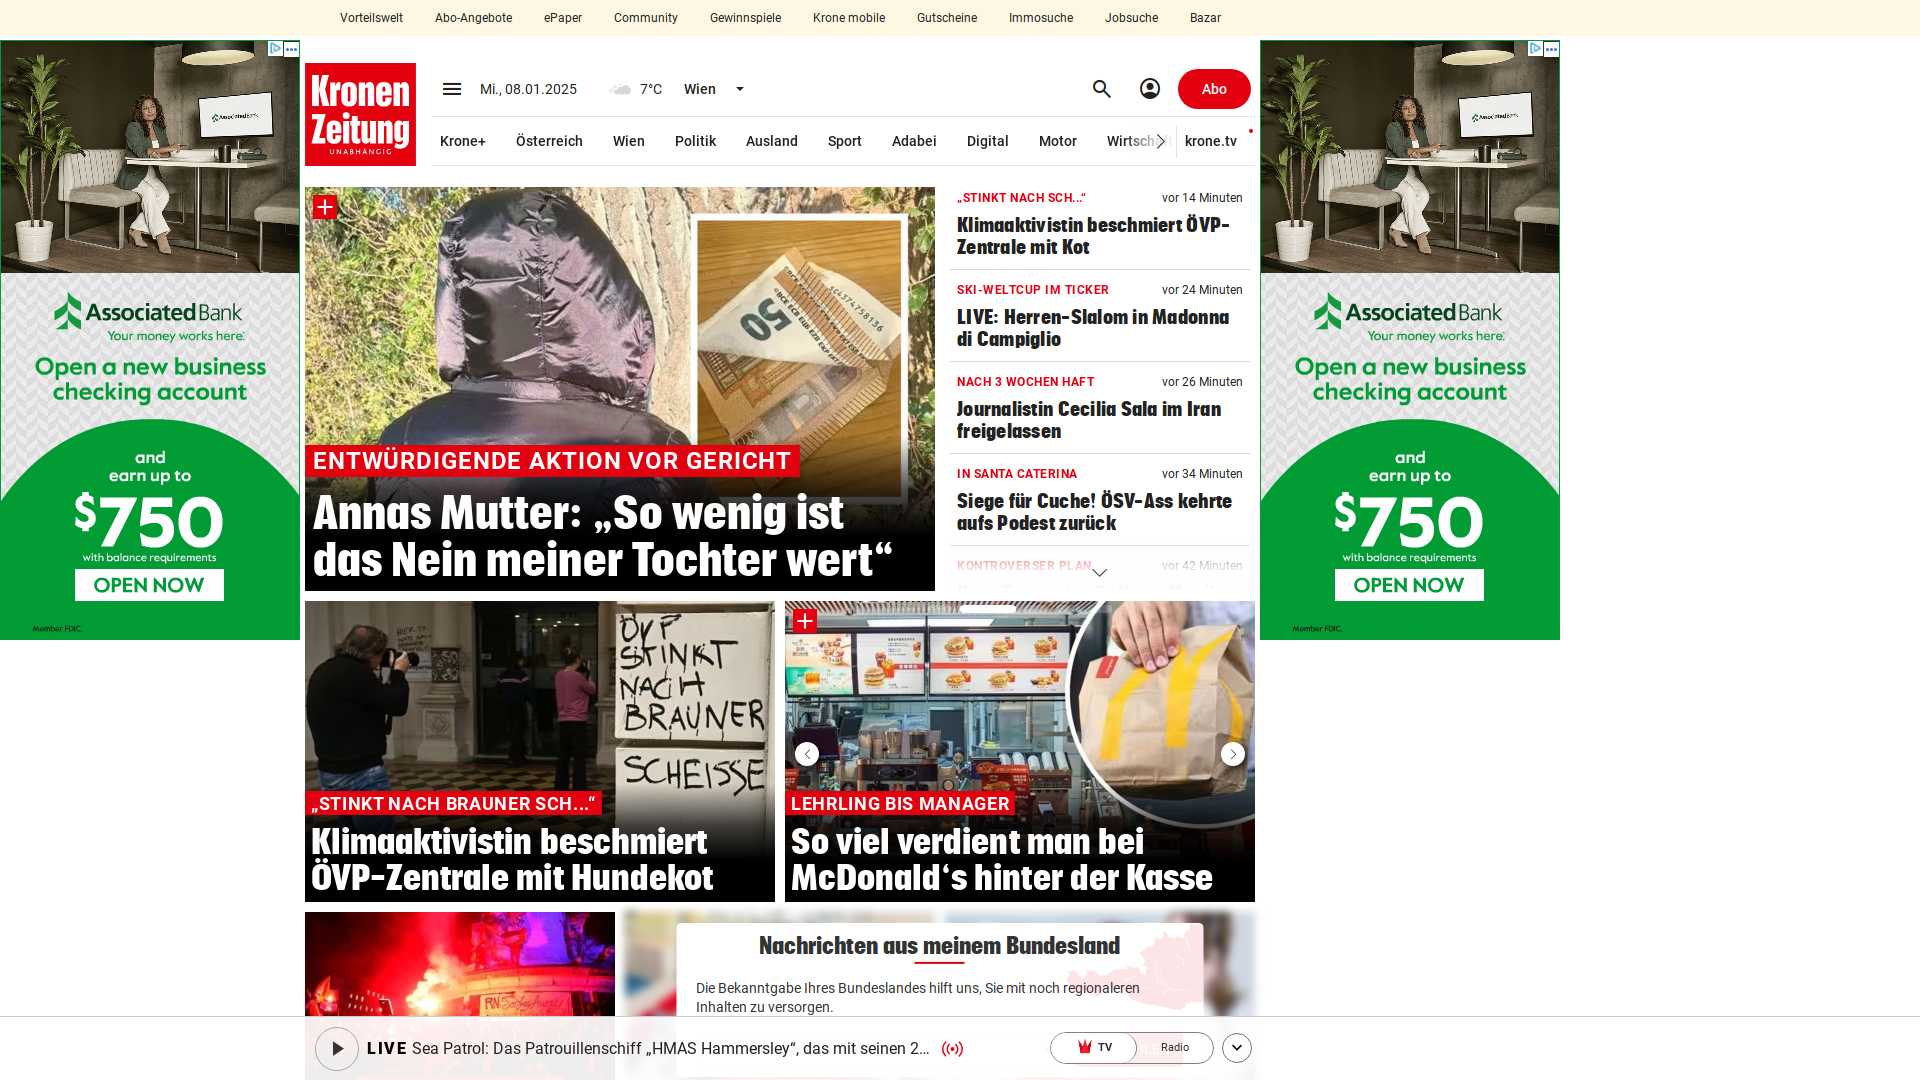 Vorteilswelt
Abo-Angebote
ePaper
Community
Gewinnspiele
Krone mobile
Gutscheine
Immosuche
Jobsuche
Bazar
Kronen
Zeitung
UNABHÄNGIG
Mi., 08.01.2025
7°C
Wien
Abo
Krone+
Österreich
Wien
Politik
Ausland
Sport
Adabei
Digital
Motor
Wirtschaft
krone.tv
AssociatedBank
AssociatedBank
Your money works here.
Open a new business
checking account
and
earn up to
$750
with balance requirements
OPEN NOW
Member FDIC.
50
ENTWÜRDIGENDE AKTION VOR GERICHT
Annas Mutter: „So wenig ist
das Nein meiner Tochter wert“
„STINKT NACH SCH...“
vor 14 Minuten
Klimaaktivistin beschmiert ÖVP-
Zentrale mit Kot
SKI-WELTCUP IM TICKER
vor 24 Minuten
LIVE: Herren-Slalom in Madonna
di Campiglio
NACH 3 WOCHEN HAFT
vor 26 Minuten
Journalistin Cecilia Sala im Iran
freigelassen
IN SANTA CATERINA
vor 34 Minuten
Siege für Cuche! ÖSV-Ass kehrte
aufs Podest zurück
KONTROVERSER PLAN
vor 42 Minuten
AssociatedBank
AssociatedBank
Your money works here.
Open a new business
checking account
and
earn up to
$750
with balance requirements
OPEN NOW
Member FDIC.
ÖVP
STINKT
NACH
BRAUNER
SCHEISSE
„STINKT NACH BRAUNER SCH...“
Klimaaktivistin beschmiert
ÖVP-Zentrale mit Hundekot
LEHRLING BIS MANAGER
So viel verdient man bei
McDonald‘s hinter der Kasse
Nachrichten aus meinem Bundesland
Die Bekanntgabe Ihres Bundeslandes hilft uns, Sie mit noch regionaleren
Inhalten zu versorgen.
LIVE Sea Patrol: Das Patrouillenschiff „HMAS Hammersley“, das mit seinen 2...
TV
Radio